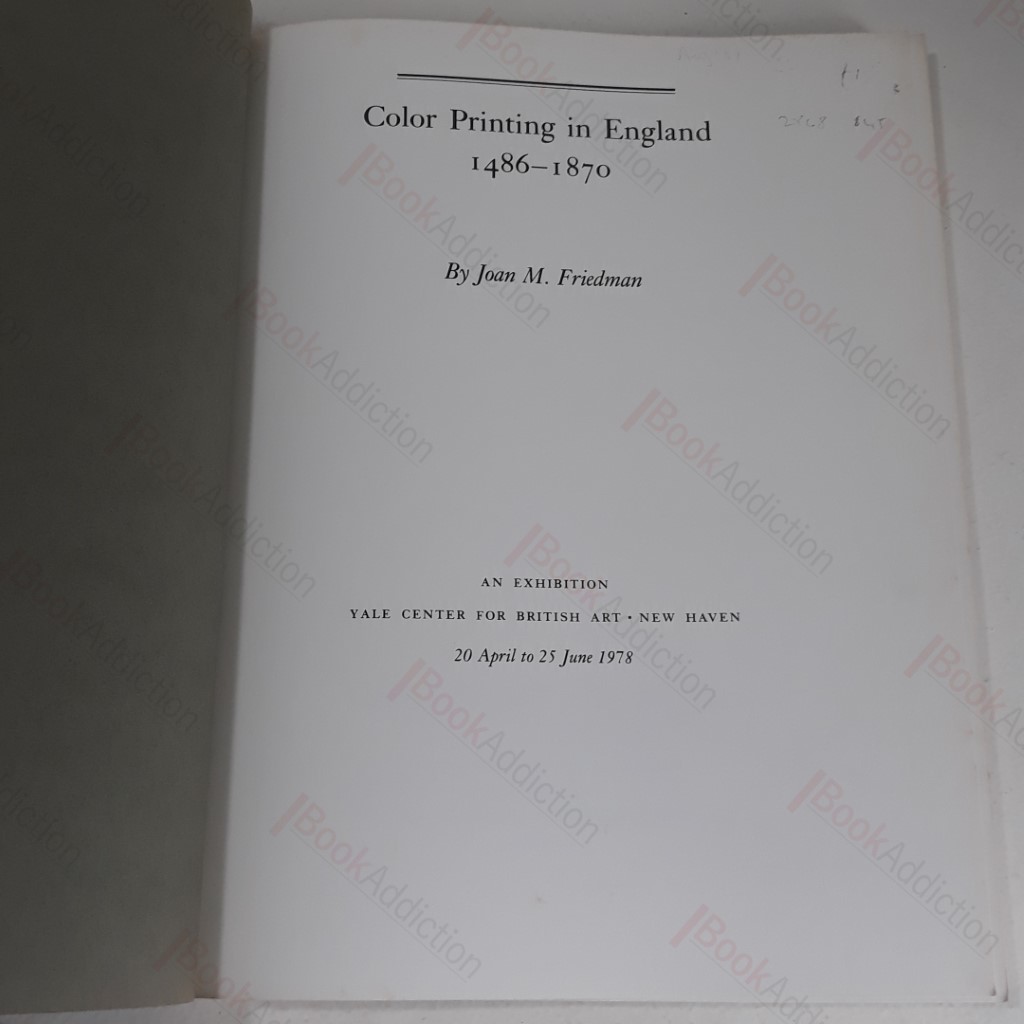 Color Printing in England
1486–1870
By Joan M. Friedman
AN EXHIBITION
YALE CENTER FOR BRITISH ART · NEW HAVEN
20 April to 25 June 1978
BookAddiction